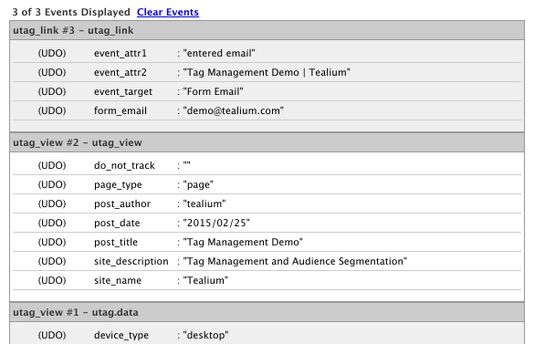 3 of 3 Events Displayed Clear Events
utag_link #3 - utag_link
(UDO) event_attr1 : "entered email"
(UDO) event_attr2 : "Tag Management Demo | Tealium"
(UDO) event_target : "Form Email"
(UDO) form_email : "demo@tealium.com"
utag_view #2 - utag_view
(UDO) do_not_track : ""
(UDO) page_type : "page"
(UDO) post_author : "tealium"
(UDO) post_date : "2015/02/25"
(UDO) post_title : "Tag Management Demo"
(UDO) site_description : "Tag Management and Audience Segmentation"
(UDO) site_name : "Tealium"
utag_view #1 - utag.data
(UDO) device_type : "desktop"